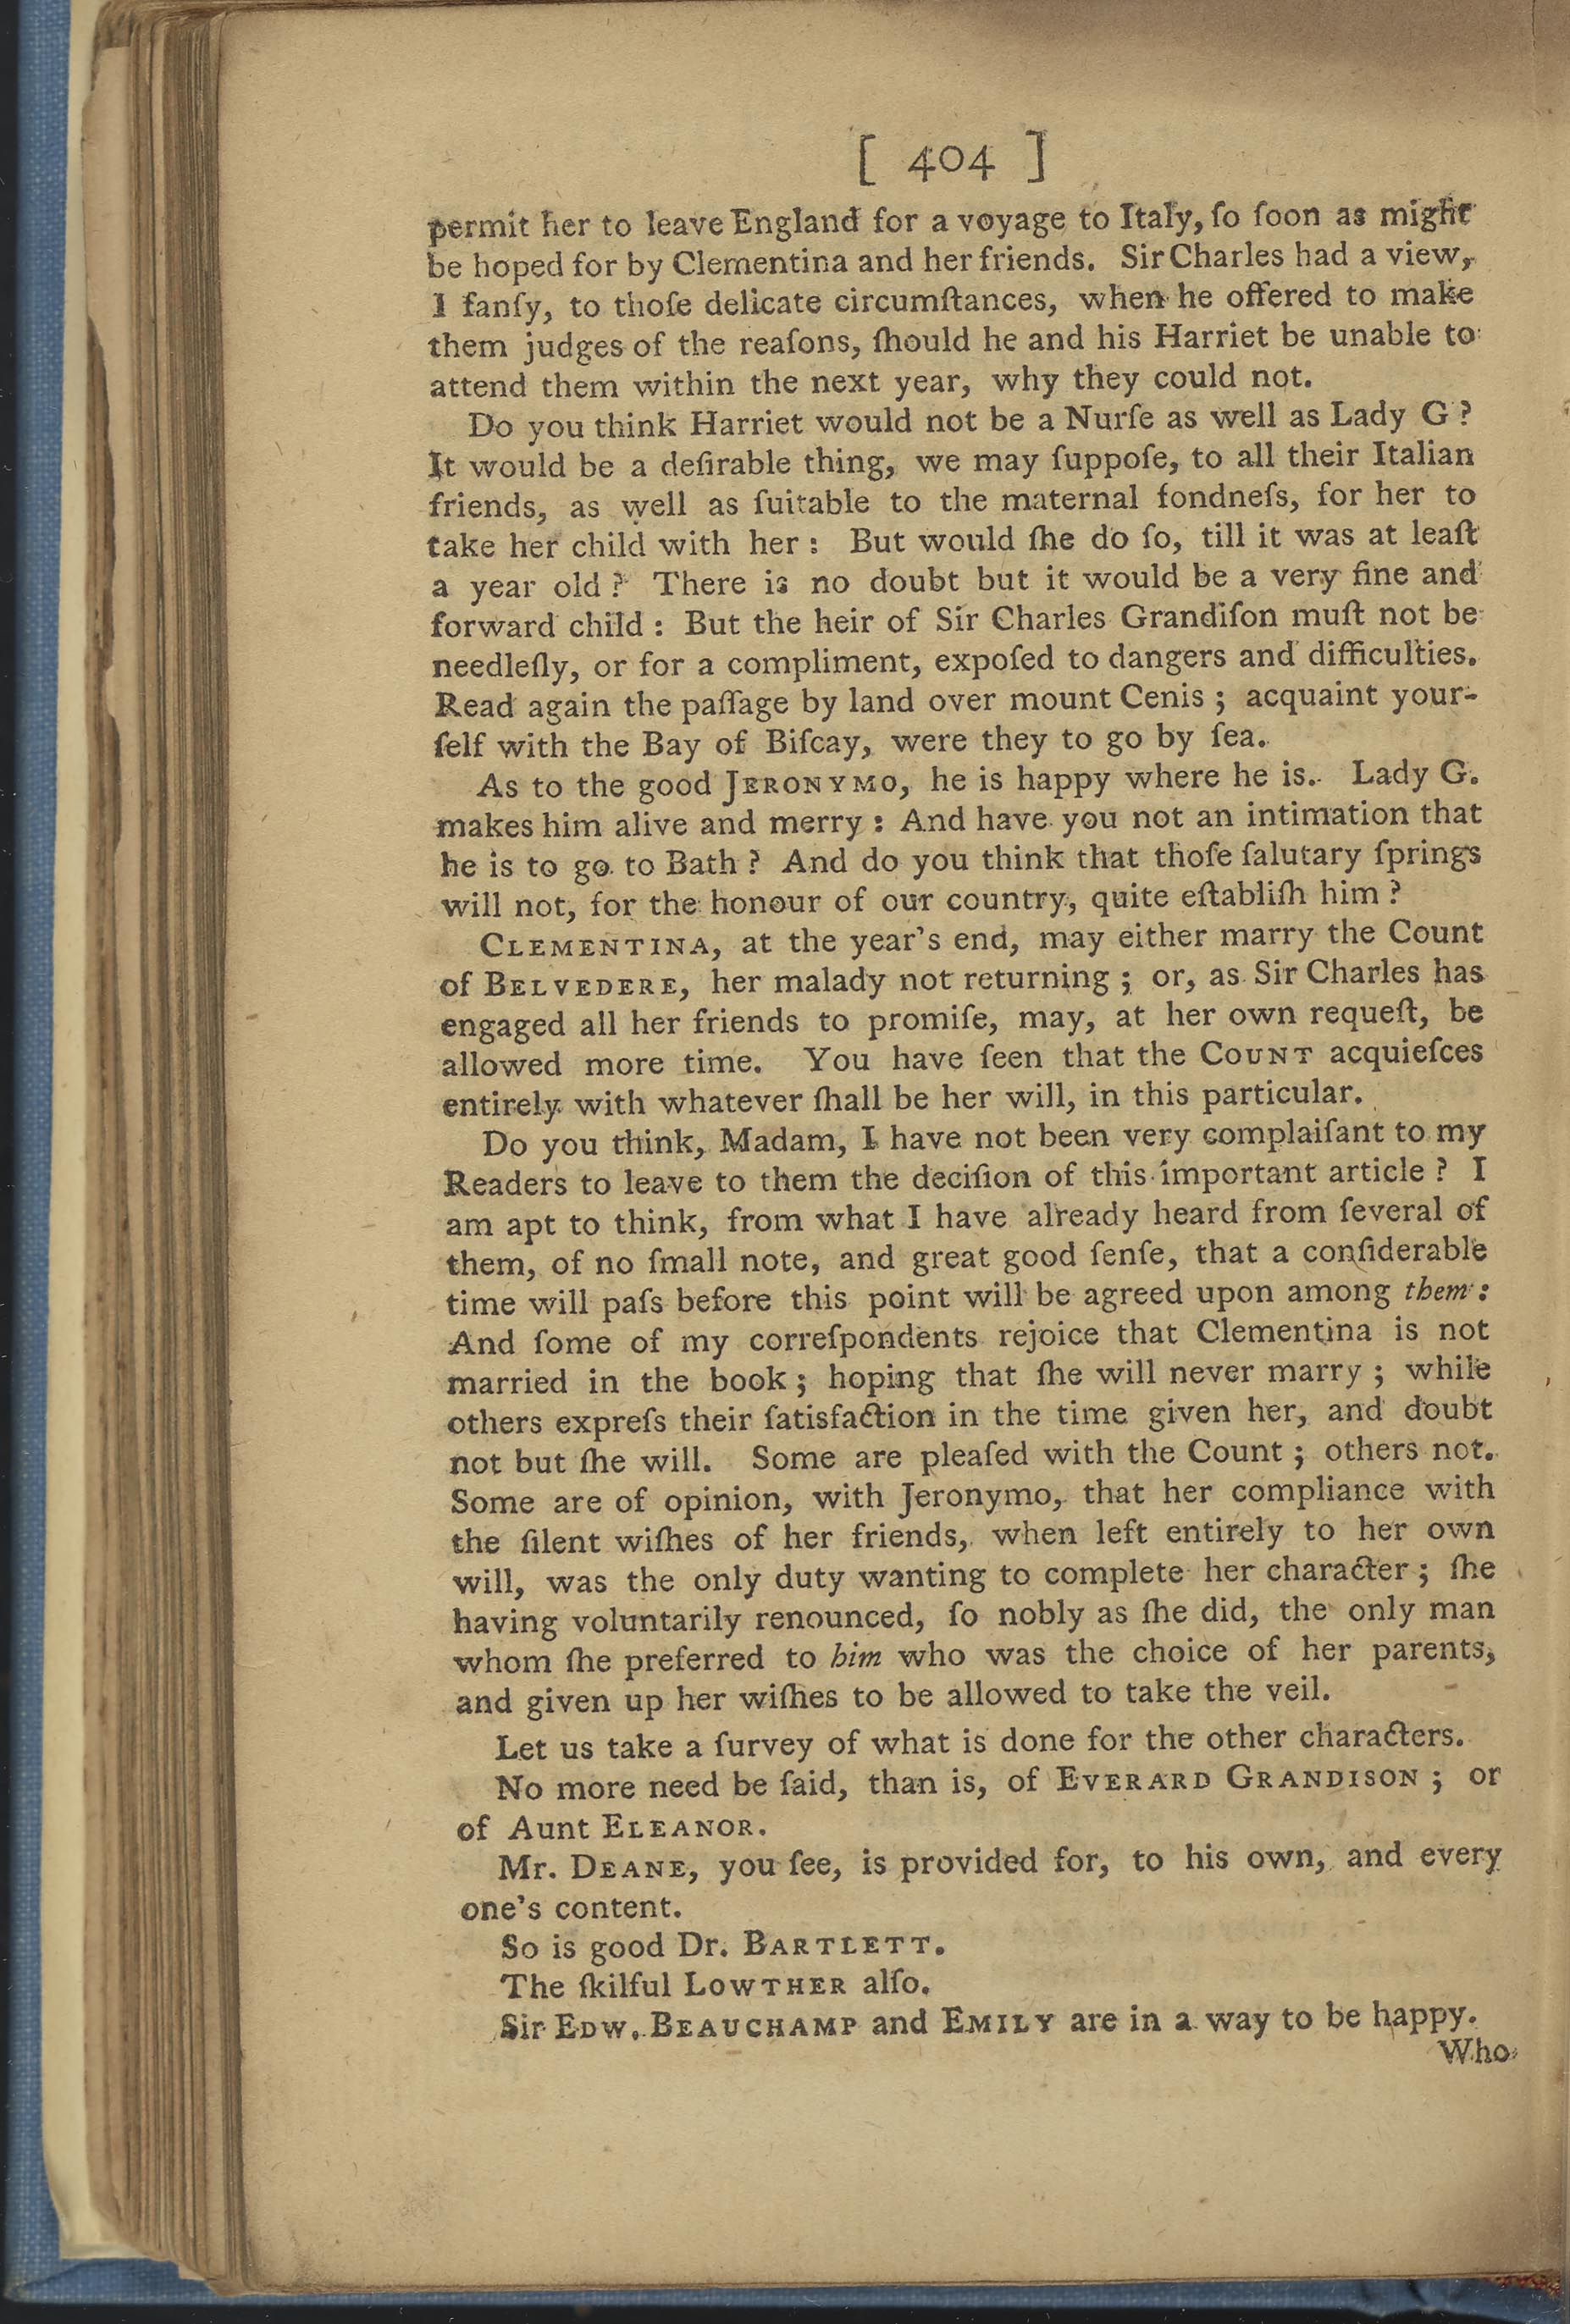 [ 404 ]
permit her to leave England for a voyage to Italy, ſo ſoon as might
be hoped for by Clementina and her friends. Sir Charles had a view,
I fanſy, to thoſe delicate circumſtances, when he offered to make
them judges of the reaſons, ſhould he and his Harriet be unable to
attend them within the next year, why they could not.
Do you think Harriet would not be a Nurſe as well as Lady G?
It would be a deſirable thing, we may ſuppoſe, to all their Italian
friends, as well as ſuitable to the maternal fondneſs, for her to
take her child with her: But would ſhe do ſo, till it was at leaſt
a year old? There is no doubt but it would be a very fine and
forward child: But the heir of Sir Charles Grandiſon muſt not be
needleſly, or for a compliment, expoſed to dangers and difficulties.
Read again the paſſage by land over mount Cenis; acquaint your-
ſelf with the Bay of Biſcay, were they to go by ſea.
As to the good JERONYMO, he is happy where he is. Lady G.
makes him alive and merry: And have you not an intimation that
he is to go to Bath? And do you think that thoſe ſalutary ſprings
will not, for the honour of our country, quite eſtabliſh him?
CLEMENTINA, at the year's end, may either marry the Count
of BELVEDERE, her malady not returning; or, as Sir Charles has
engaged all her friends to promiſe, may, at her own requeſt, be
allowed more time. You have ſeen that the COUNT acquieſces
entirely with whatever ſhall be her will, in this particular.
Do you think, Madam, I have not been very complaiſant to my
Readers to leave to them the deciſion of this important article? I
am apt to think, from what I have already heard from ſeveral of
them, of no ſmall note, and great good ſenſe, that a conſiderable
time will paſs before this point will be agreed upon among them:
And ſome of my correſpondents rejoice that Clementina is not
married in the book; hoping that ſhe will never marry; while
others expreſs their ſatisfaction in the time given her, and doubt
not but ſhe will. Some are pleaſed with the Count; others not.
Some are of opinion, with Jeronymo, that her compliance with
the ſilent wiſhes of her friends, when left entirely to her own
will, was the only duty wanting to complete her character; ſhe
having voluntarily renounced, ſo nobly as ſhe did, the only man
whom ſhe preferred to him who was the choice of her parents,
and given up her wiſhes to be allowed to take the veil.
Let us take a ſurvey of what is done for the other characters.
No more need be ſaid, than is, of EVERARD GRANDISON; or
of Aunt ELEANOR.
Mr. DEANE, you ſee, is provided for, to his own, and every
one's content.
So is good Dr. BARTLETT.
The ſkilful LOWTHER alſo.
Sir EDW. BEAUCHAMP and EMILY are in a way to be happy.
Who